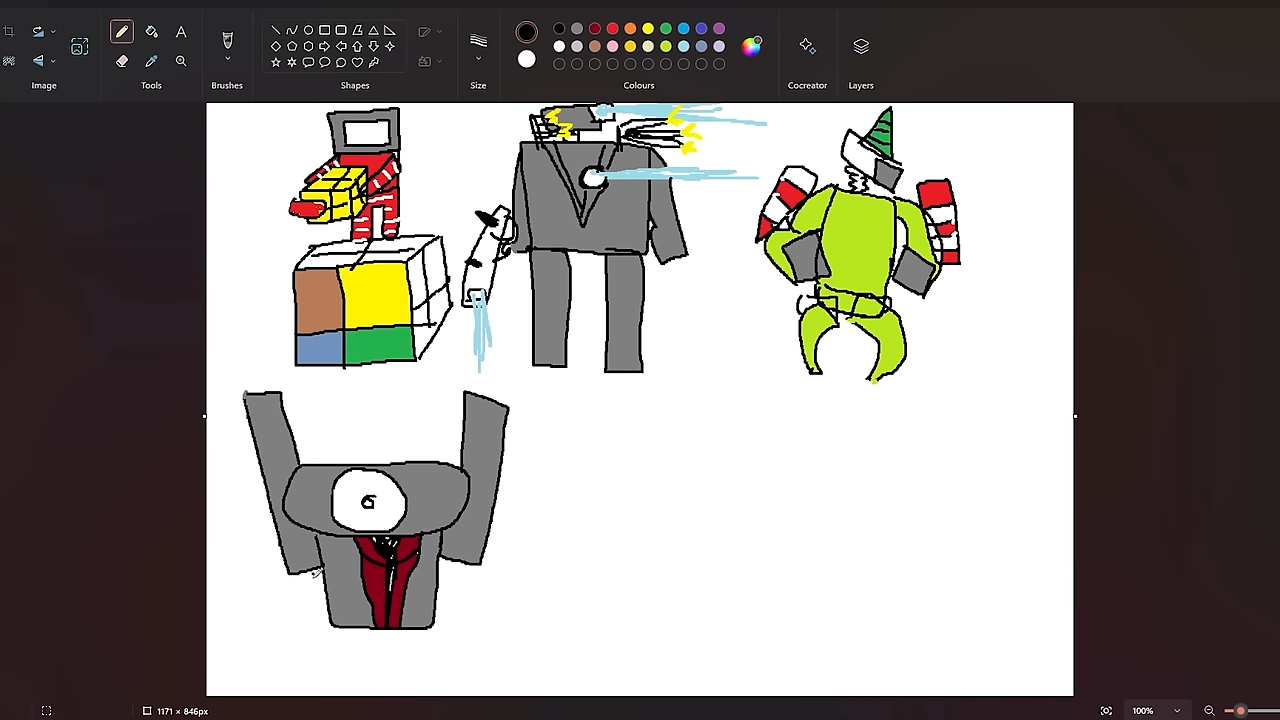 Image
Tools
Brushes
Shapes
Size
Colours
Cocreator
Layers
1171 × 846px
100%